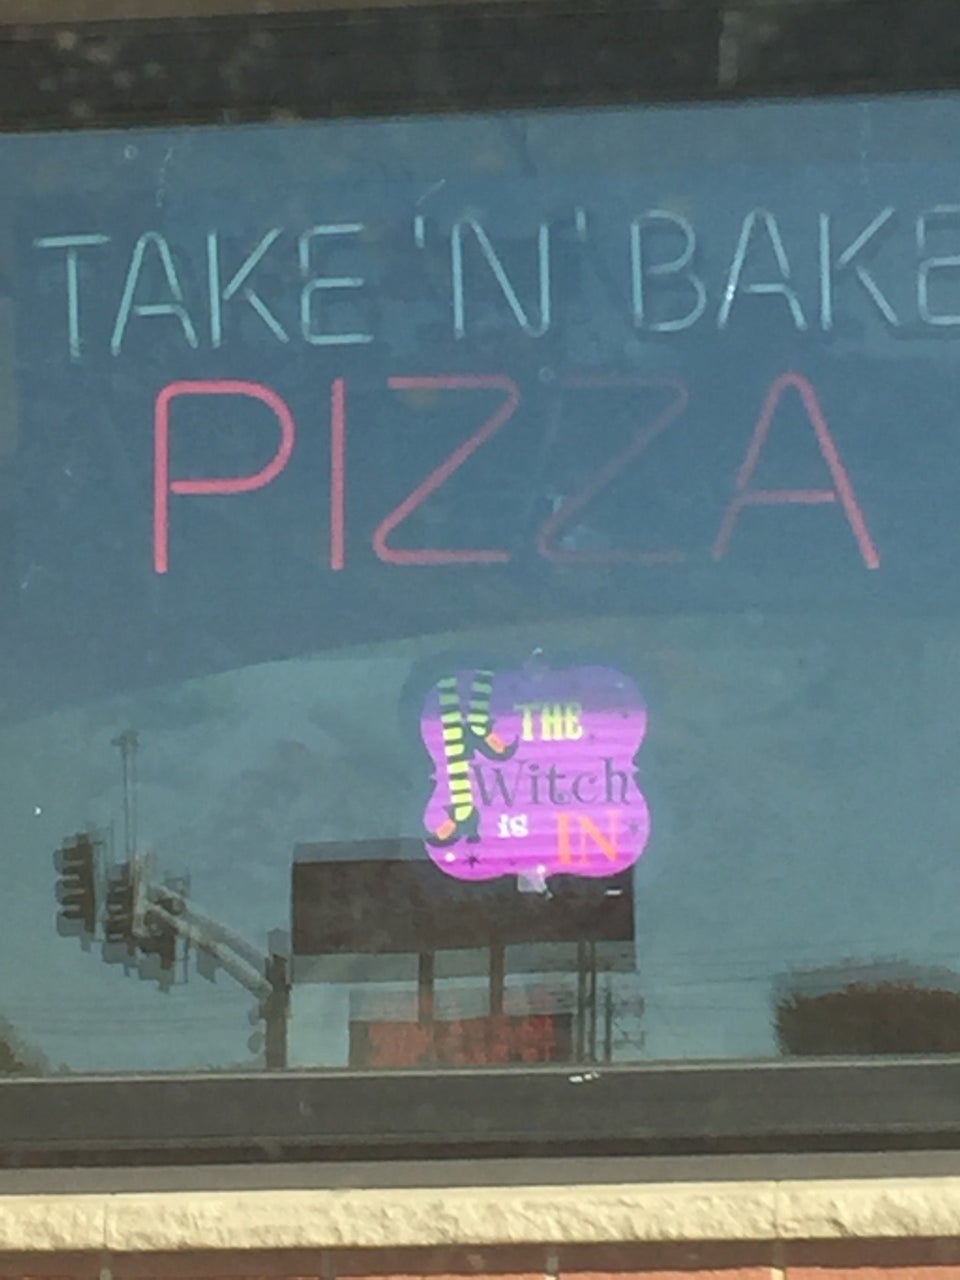 TAKE 'N' BAKE
PIZZA
THE
Witch
is IN